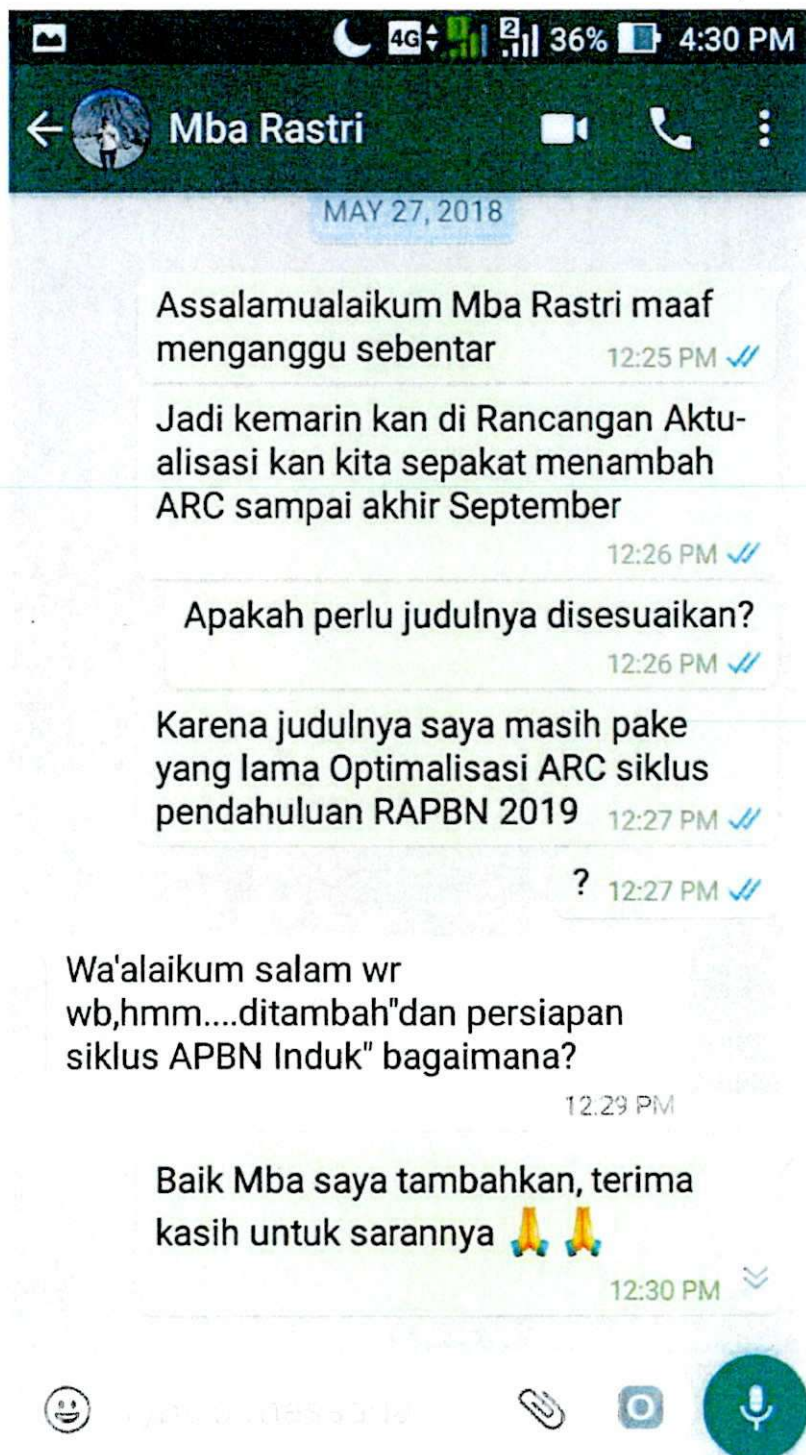 4G 2 36% 4:30 PM
Mba Rastri
MAY 27, 2018
Assalamualaikum Mba Rastri maaf
menganggu sebentar 12:25 PM
Jadi kemarin kan di Rancangan Aktu-
alisasi kan kita sepakat menambah
ARC sampai akhir September
12:26 PM
Apakah perlu judulnya disesuaikan?
12:26 PM
Karena judulnya saya masih pake
yang lama Optimalisasi ARC siklus
pendahuluan RAPBN 2019 12:27 PM
? 12:27 PM
Wa'alaikum salam wr
wb,hmm....ditambah"dan persiapan
siklus APBN Induk" bagaimana?
12:29 PM
Baik Mba saya tambahkan, terima
kasih untuk sarannya 🙏 🙏
12:30 PM